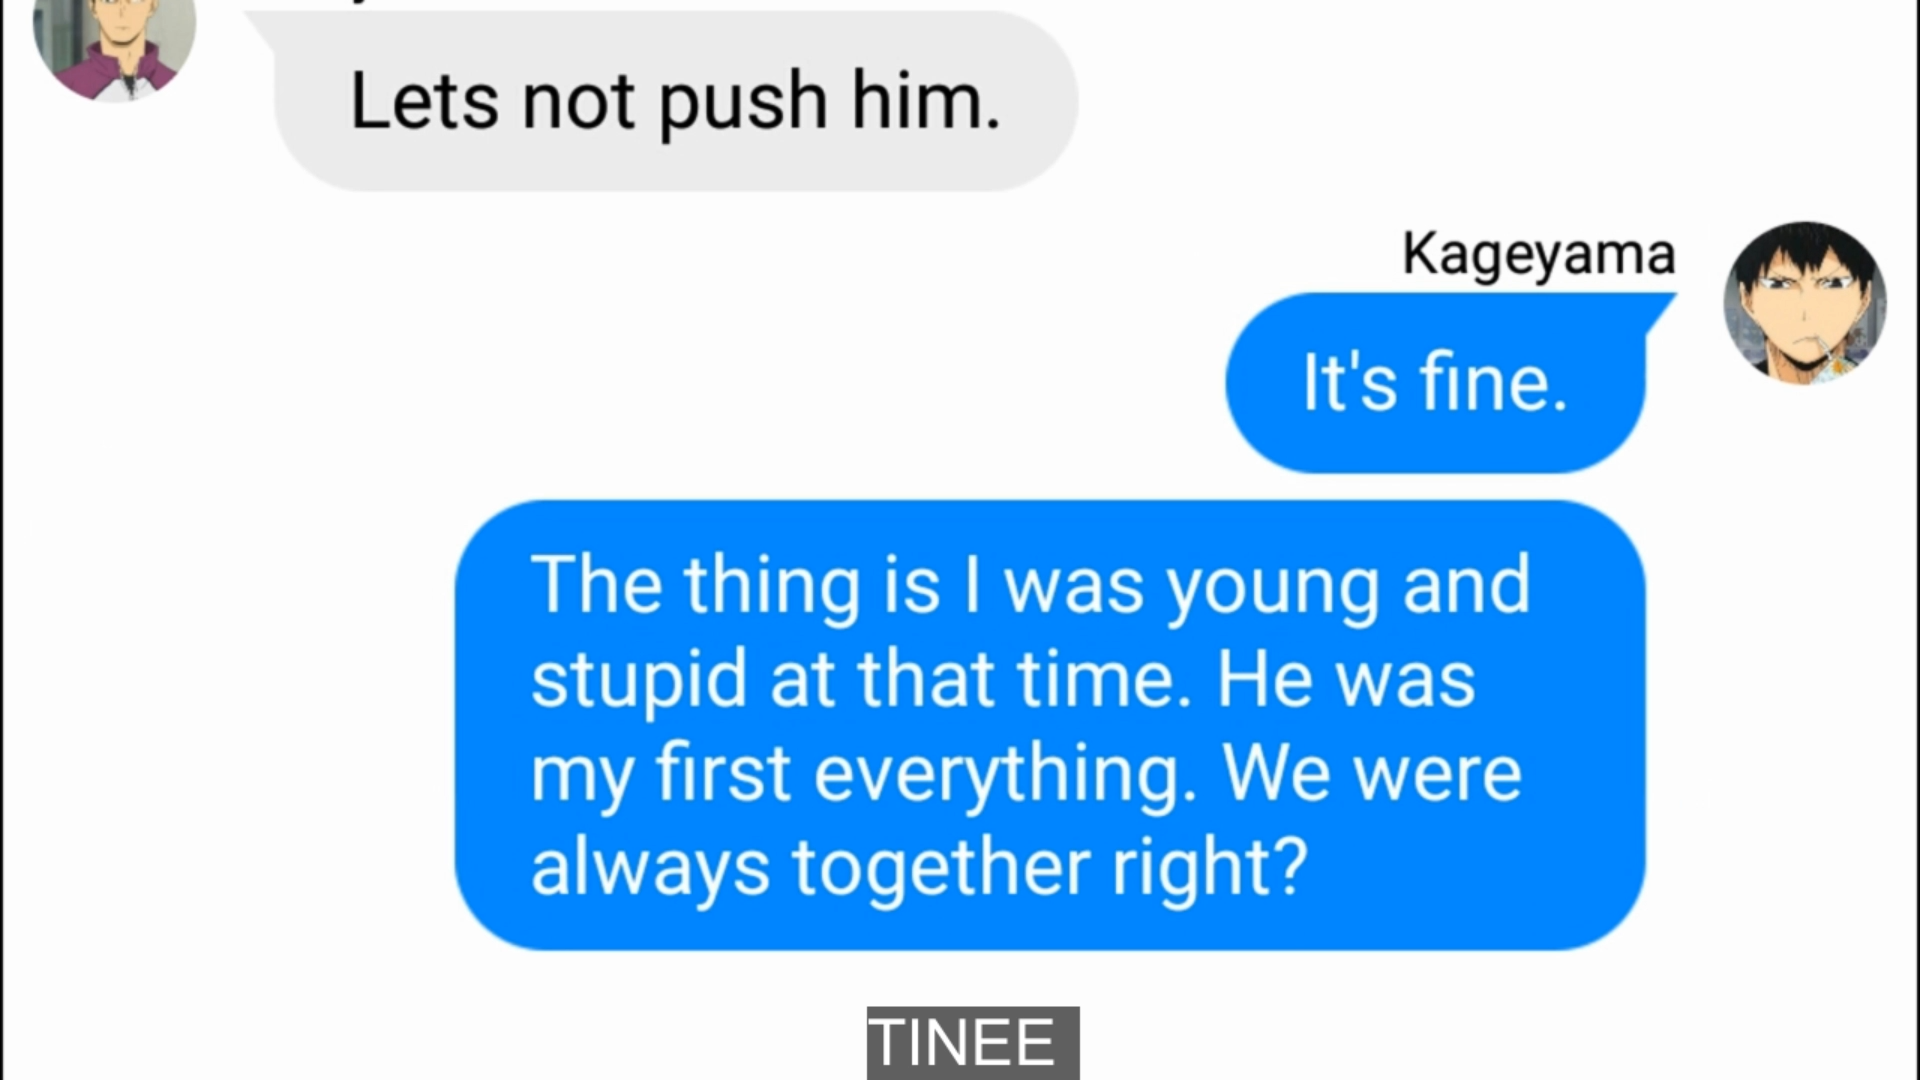 Lets not push him.
Kageyama
It's fine.
The thing is I was young and
stupid at that time. He was
my first everything. We were
always together right?
TINEE